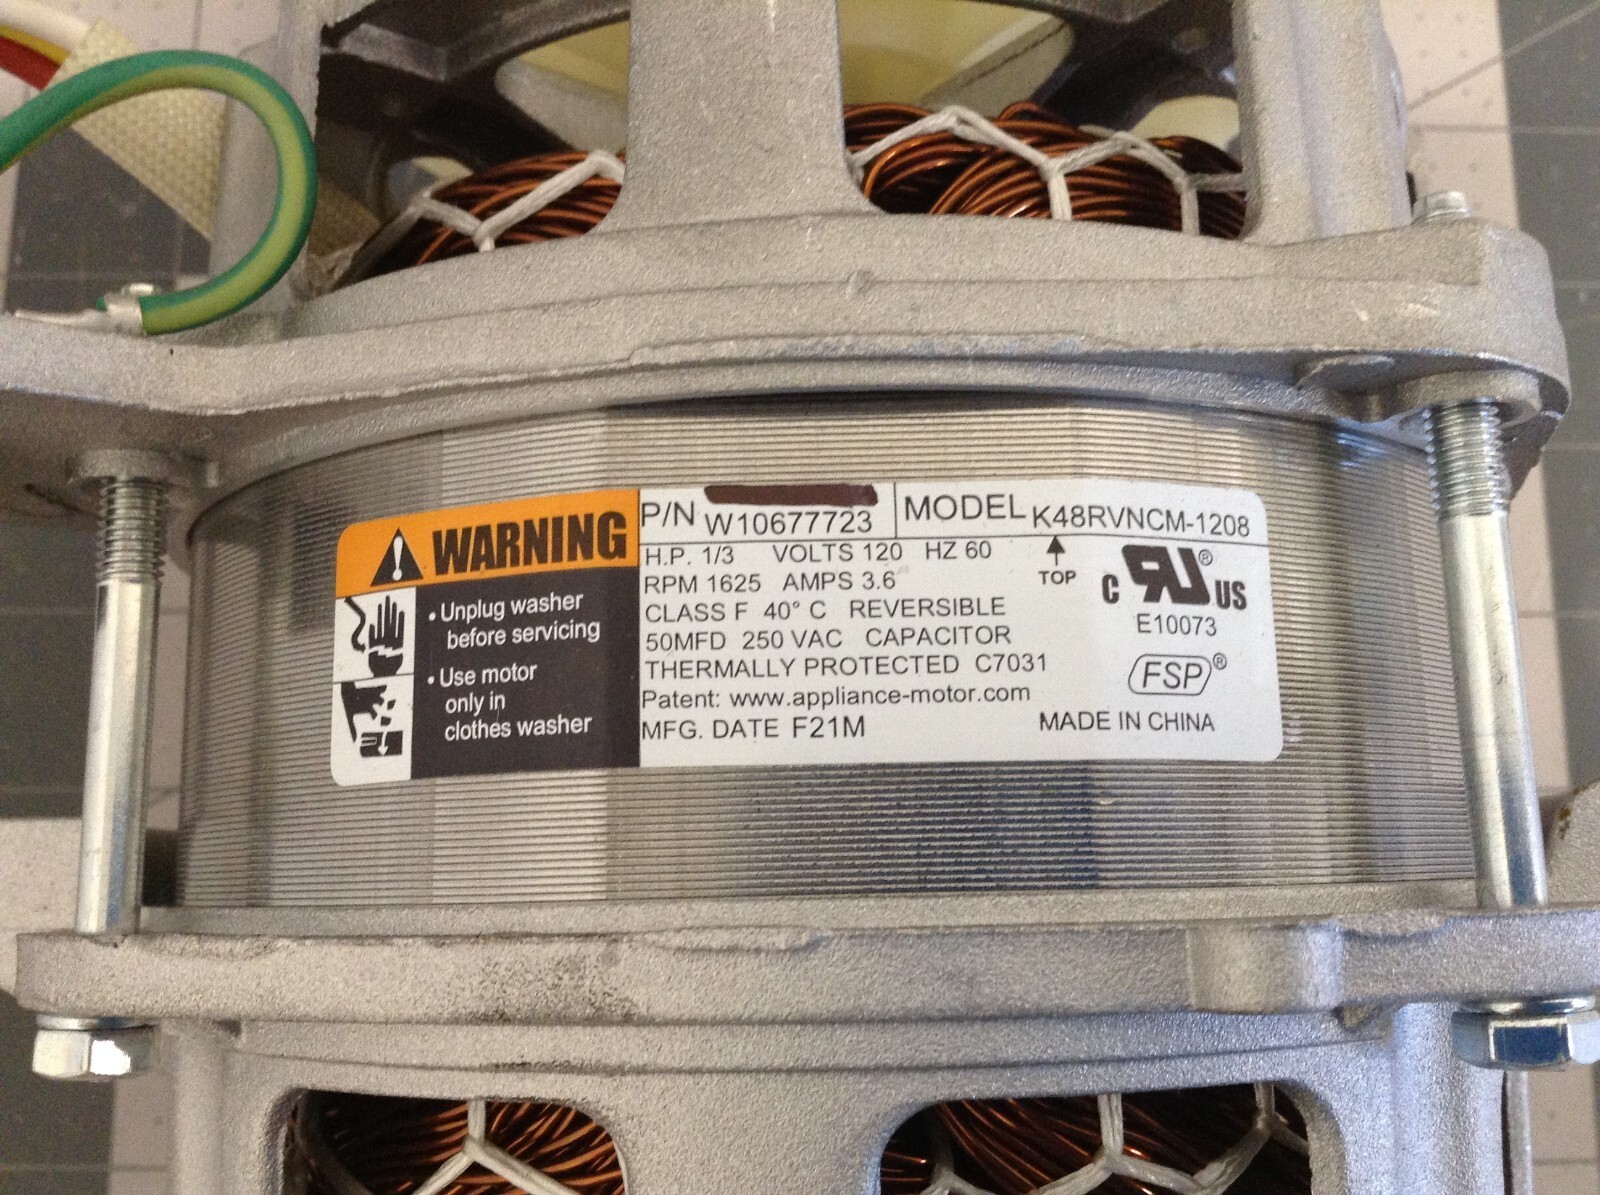 WARNING
• Unplug washer
before servicing
• Use motor
only in
clothes washer
P/N W10677723 MODEL K48RVNCM-1208
H.P. 1/3 VOLTS 120 HZ 60
RPM 1625 AMPS 3.6
CLASS F 40° C REVERSIBLE
50MFD 250 VAC CAPACITOR
THERMALLY PROTECTED C7031
Patent: www.appliance-motor.com
MFG. DATE F21M
TOP
C RU® US
E10073
FSP®
MADE IN CHINA